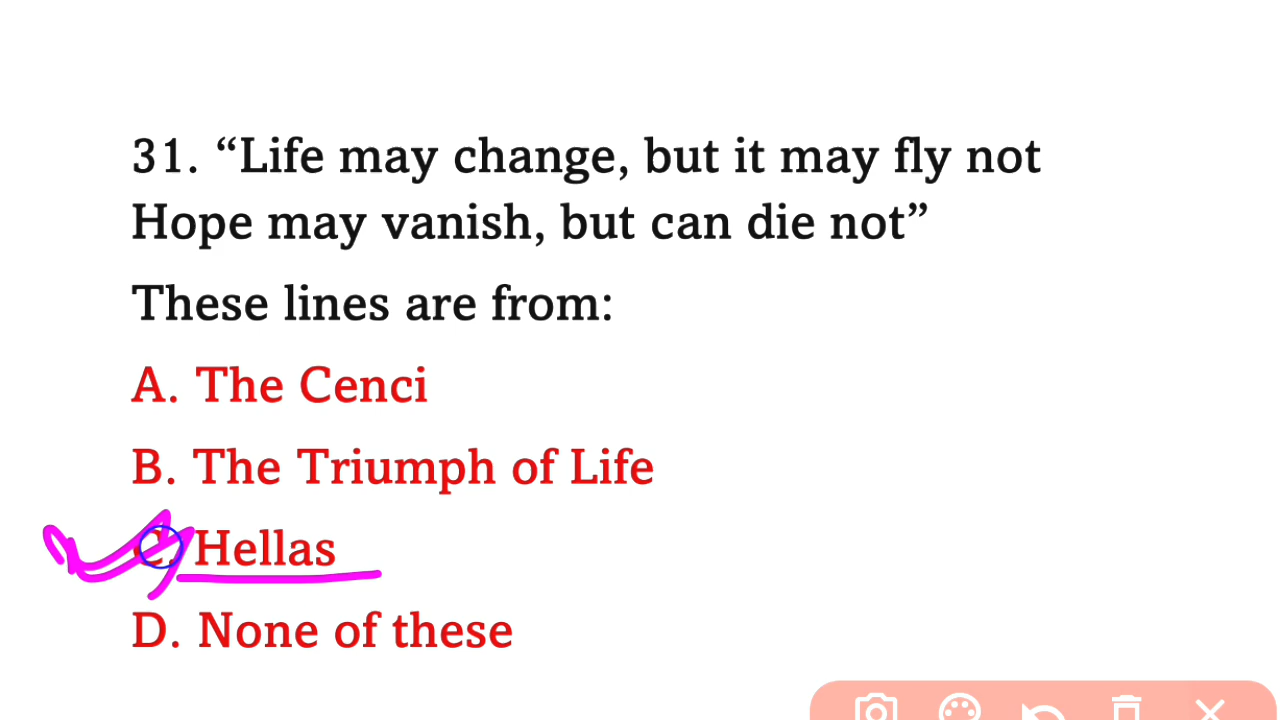 31. “Life may change, but it may fly not
Hope may vanish, but can die not”
These lines are from:
A. The Cenci
B. The Triumph of Life
C. Hellas
D. None of these